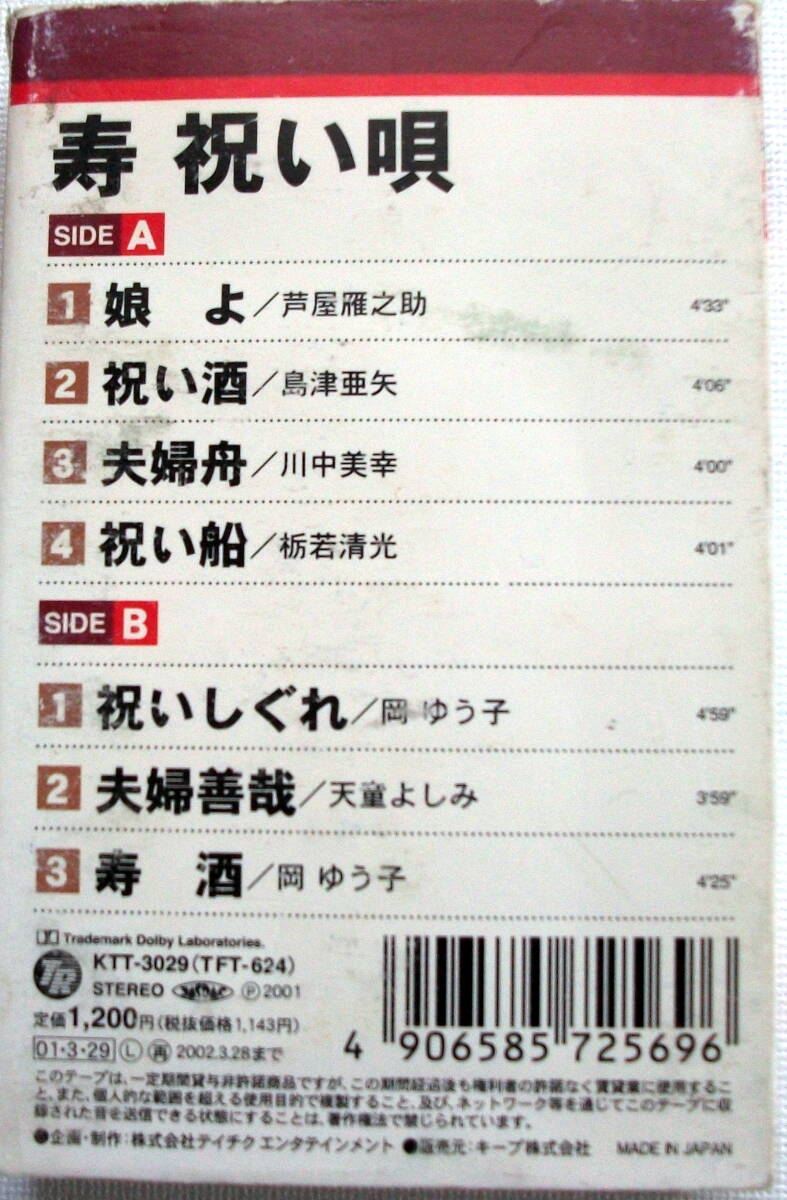 寿 祝い唄
SIDE A
1 娘 よ／芦屋雁之助 4'33"
2 祝い酒／島津亜矢 4'06"
3 夫婦舟／川中美幸 4'00"
4 祝い船／栃若清光 4'01"
SIDE B
1 祝いしぐれ／岡 ゆう子 4'59"
2 夫婦善哉／天童よしみ 3'59"
3 寿 酒／岡 ゆう子 4'25"
Trademark Dolby Laboratories.
KTT-3029(TFT-624)
STEREO Ⓟ2001
定価1,200円(税抜価格1,143円)
01・3・29 Ⓛ 再 2002.3.28まで
4 906585 725696
このテープは、一定期間貸与非許諾商品ですが、この期間経過後も権利者の許諾なく賃貸業に使用するこ
と、また、個人的な範囲を超える使用目的で複製すること、及び、ネットワーク等を通じてこのテープに収
録された音を送信できる状態にすることは、著作権法で禁じられています。
●企画・制作：株式会社テイチクエンタテインメント ●販売元：キープ株式会社 MADE IN JAPAN